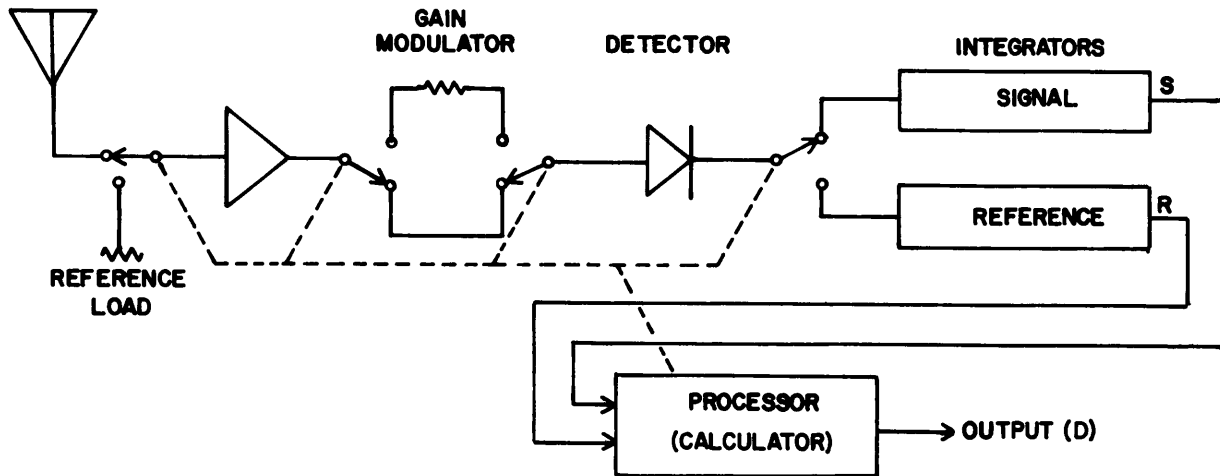 GAIN
MODULATOR
DETECTOR
INTEGRATORS
SIGNAL
S
REFERENCE
R
REFERENCE
LOAD
PROCESSOR
(CALCULATOR)
OUTPUT (D)